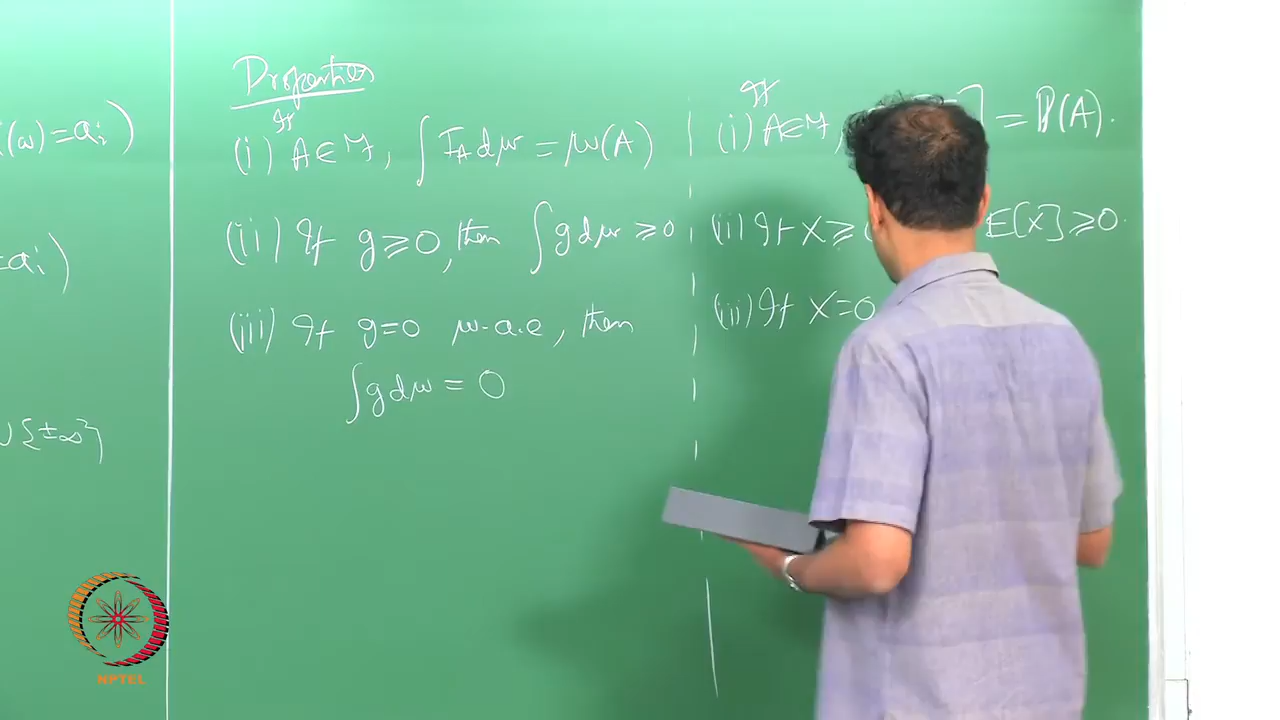 (ω)=aᵢ)
=aᵢ)
∪{±∞}
Properties
(i) If A∈ℱ, ∫ I_A dμ = μ(A)
(ii) If g≥0, then ∫ g dμ ≥0
(iii) If g=0 μ-a.e, then
∫ g dμ = 0
(i) If A∈ℱ, ] = ℙ(A).
(ii) If X≥ E[X]≥0.
(ii) If X=0
NPTEL